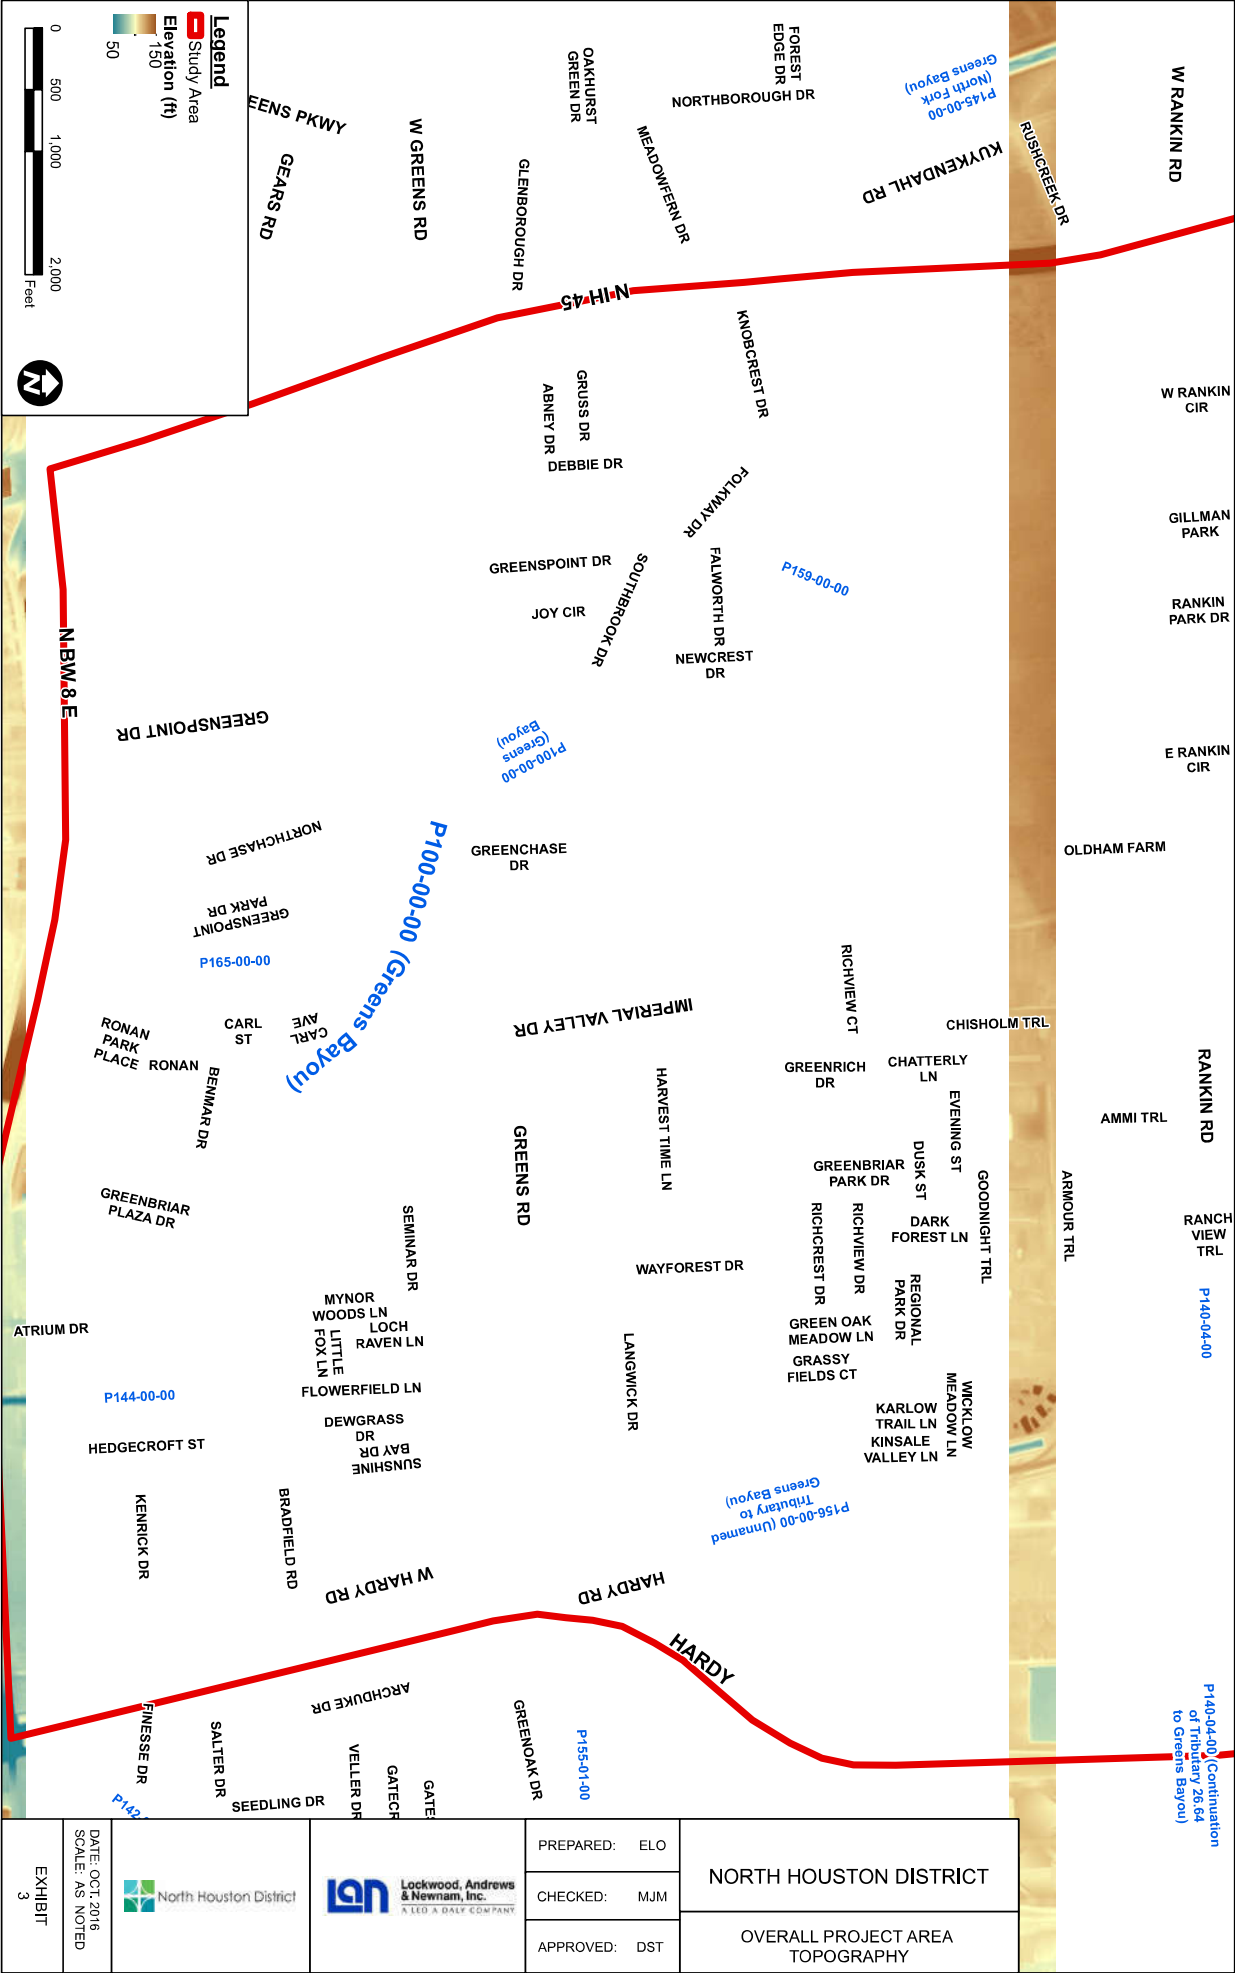 Legend
Study Area
Elevation (ft)
150
50
0
500
1,000
2,000
Feet
N
EENS PKWY
GEARS RD
W GREENS RD
OAKHURST
GREEN DR
GLENBOROUGH DR
FOREST
EDGE DR
NORTHBOROUGH DR
MEADOWFERN DR
P145-00-00
(North Fork
Greens Bayou)
KUYKENDAHL RD
RUSHCREEK DR
W RANKIN RD
N IH 45
KNOBCREST DR
GRUSS DR
ABNEY DR
DEBBIE DR
FOLKWAY DR
W RANKIN
CIR
GILLMAN
PARK
RANKIN
PARK DR
GREENSPOINT DR
JOY CIR
SOUTHBROOK DR
FALWORTH DR
NEWCREST
DR
P159-00-00
N BW 8 E
GREENSPOINT DR
P100-00-00
(Greens
Bayou)
E RANKIN
CIR
NORTHCHASE DR
P100-00-00 (Greens Bayou)
GREENCHASE
DR
OLDHAM FARM
GREENSPOINT
PARK DR
P165-00-00
RICHVIEW CT
IMPERIAL VALLEY DR
CHISHOLM TRL
RONAN
PARK
PLACE
RONAN
CARL
ST
CARL
AVE
BENMAR DR
HARVEST TIME LN
GREENRICH
DR
CHATTERLY
LN
EVENING ST
AMMI TRL
RANKIN RD
GREENS RD
GREENBRIAR
PARK DR
DUSK ST
GOODNIGHT TRL
ARMOUR TRL
GREENBRIAR
PLAZA DR
SEMINAR DR
RICHCREST DR
RICHVIEW DR
DARK
FOREST LN
RANCH
VIEW
TRL
WAYFOREST DR
P140-04-00
MYNOR
WOODS LN
LOCH
RAVEN LN
LITTLE
FOX LN
ATRIUM DR
LANGWICK DR
GREEN OAK
MEADOW LN
REGIONAL
PARK DR
GRASSY
FIELDS CT
P144-00-00
FLOWERFIELD LN
DEWGRASS
DR
SUNSHINE
BAY DR
KARLOW
TRAIL LN
KINSALE
VALLEY LN
WICKLOW
MEADOW LN
HEDGECROFT ST
KENRICK DR
BRADFIELD RD
P156-00-00 (Unnamed
Tributary to
Greens Bayou)
W HARDY RD
HARDY RD
HARDY
ARCHDUKE DR
FINESSE DR
SALTER DR
VELLER DR
GREENOAK DR
P155-01-00
P140-04-00 (Continuation
of Tributary 26.64
to Greens Bayou)
P142-
SEEDLING DR
GATECR
GATES
EXHIBIT
3
DATE: OCT. 2016
SCALE: AS NOTED
North Houston District
LAN
Lockwood, Andrews
& Newnam, Inc.
A LEO A DALY COMPANY
PREPARED: ELO
CHECKED: MJM
APPROVED: DST
NORTH HOUSTON DISTRICT
OVERALL PROJECT AREA
TOPOGRAPHY